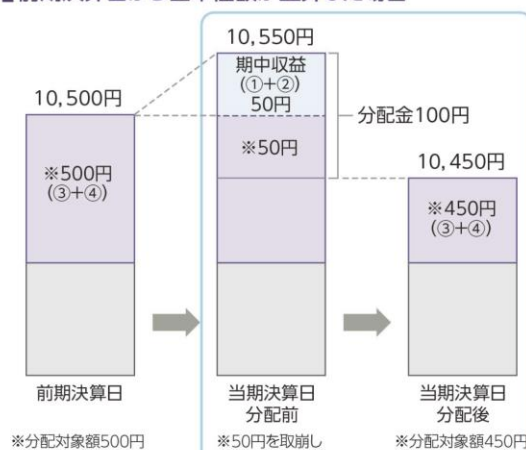 10,550円
期中収益
(①+②)
50円
10,500円
分配金100円
※50円
※500円
(③+④)
10,450円
※450円
(③+④)
前期決算日
当期決算日
分配前
当期決算日
分配後
※分配対象額500円
※50円を取崩し
※分配対象額450円